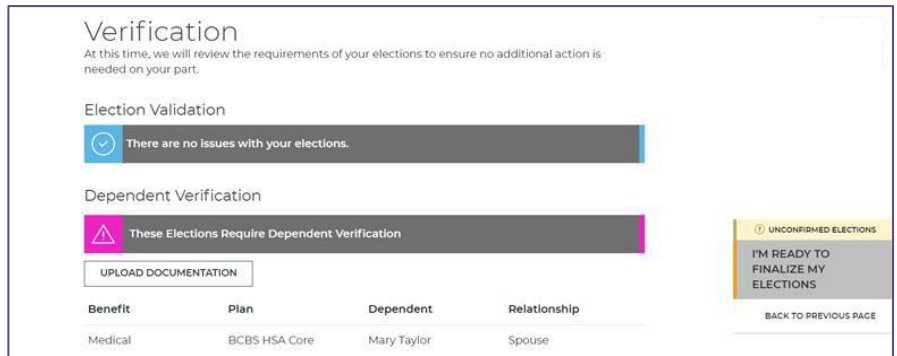 Verification
At this time, we will review the requirements of your elections to ensure no additional action is
needed on your part.
Election Validation
There are no issues with your elections.
Dependent Verification
These Elections Require Dependent Verification
UPLOAD DOCUMENTATION
Benefit Plan Dependent Relationship
Medical BCBS HSA Core Mary Taylor Spouse
UNCONFIRMED ELECTIONS
I'M READY TO
FINALIZE MY
ELECTIONS
BACK TO PREVIOUS PAGE